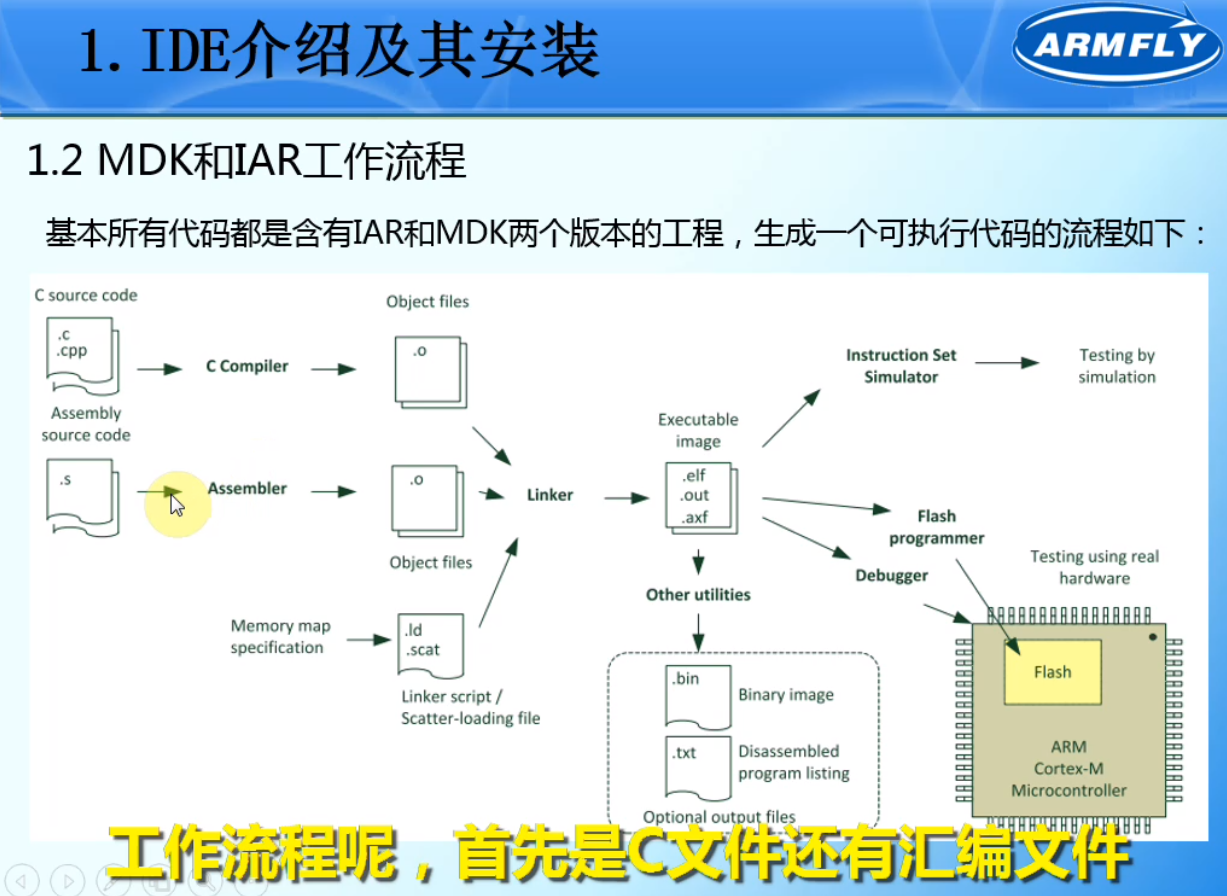 1. IDE介绍及其安装
ARMFLY
1.2 MDK和IAR工作流程
基本所有代码都是含有IAR和MDK两个版本的工程，生成一个可执行代码的流程如下：
C source code
.c
.cpp
C Compiler
Object files
.o
Assembly
source code
.s
Assembler
.o
Object files
Memory map
specification
.ld
.scat
Linker script /
Scatter-loading file
Linker
Executable
image
.elf
.out
.axf
Instruction Set
Simulator
Testing by
simulation
Flash
programmer
Debugger
Testing using real
hardware
Flash
ARM
Cortex-M
Microcontroller
Other utilities
.bin
Binary image
.txt
Disassembled
program listing
Optional output files
工作流程呢，首先是C文件还有汇编文件